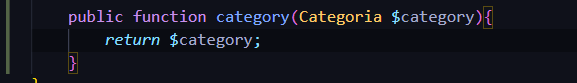 public function category(Categoria $category){
return $category;
}